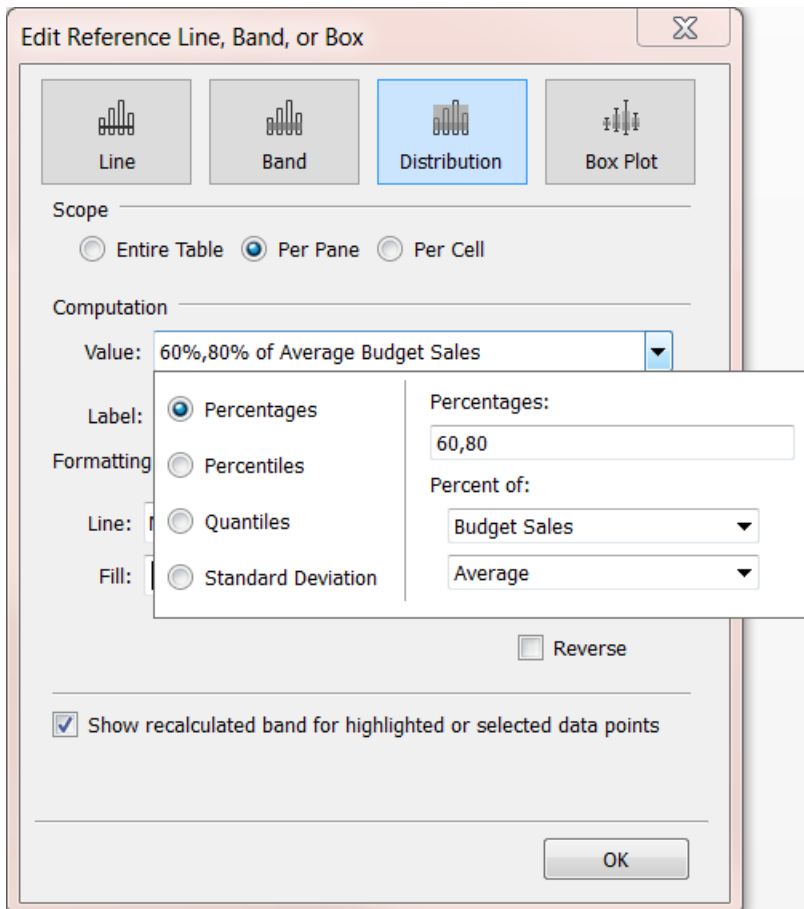 Edit Reference Line, Band, or Box
Line
Band
Distribution
Box Plot
Scope
Entire Table
Per Pane
Per Cell
Computation
Value: 60%,80% of Average Budget Sales
Label:
Formatting
Line:
Fill:
Percentages
Percentiles
Quantiles
Standard Deviation
Percentages:
60,80
Percent of:
Budget Sales
Average
Reverse
Show recalculated band for highlighted or selected data points
OK